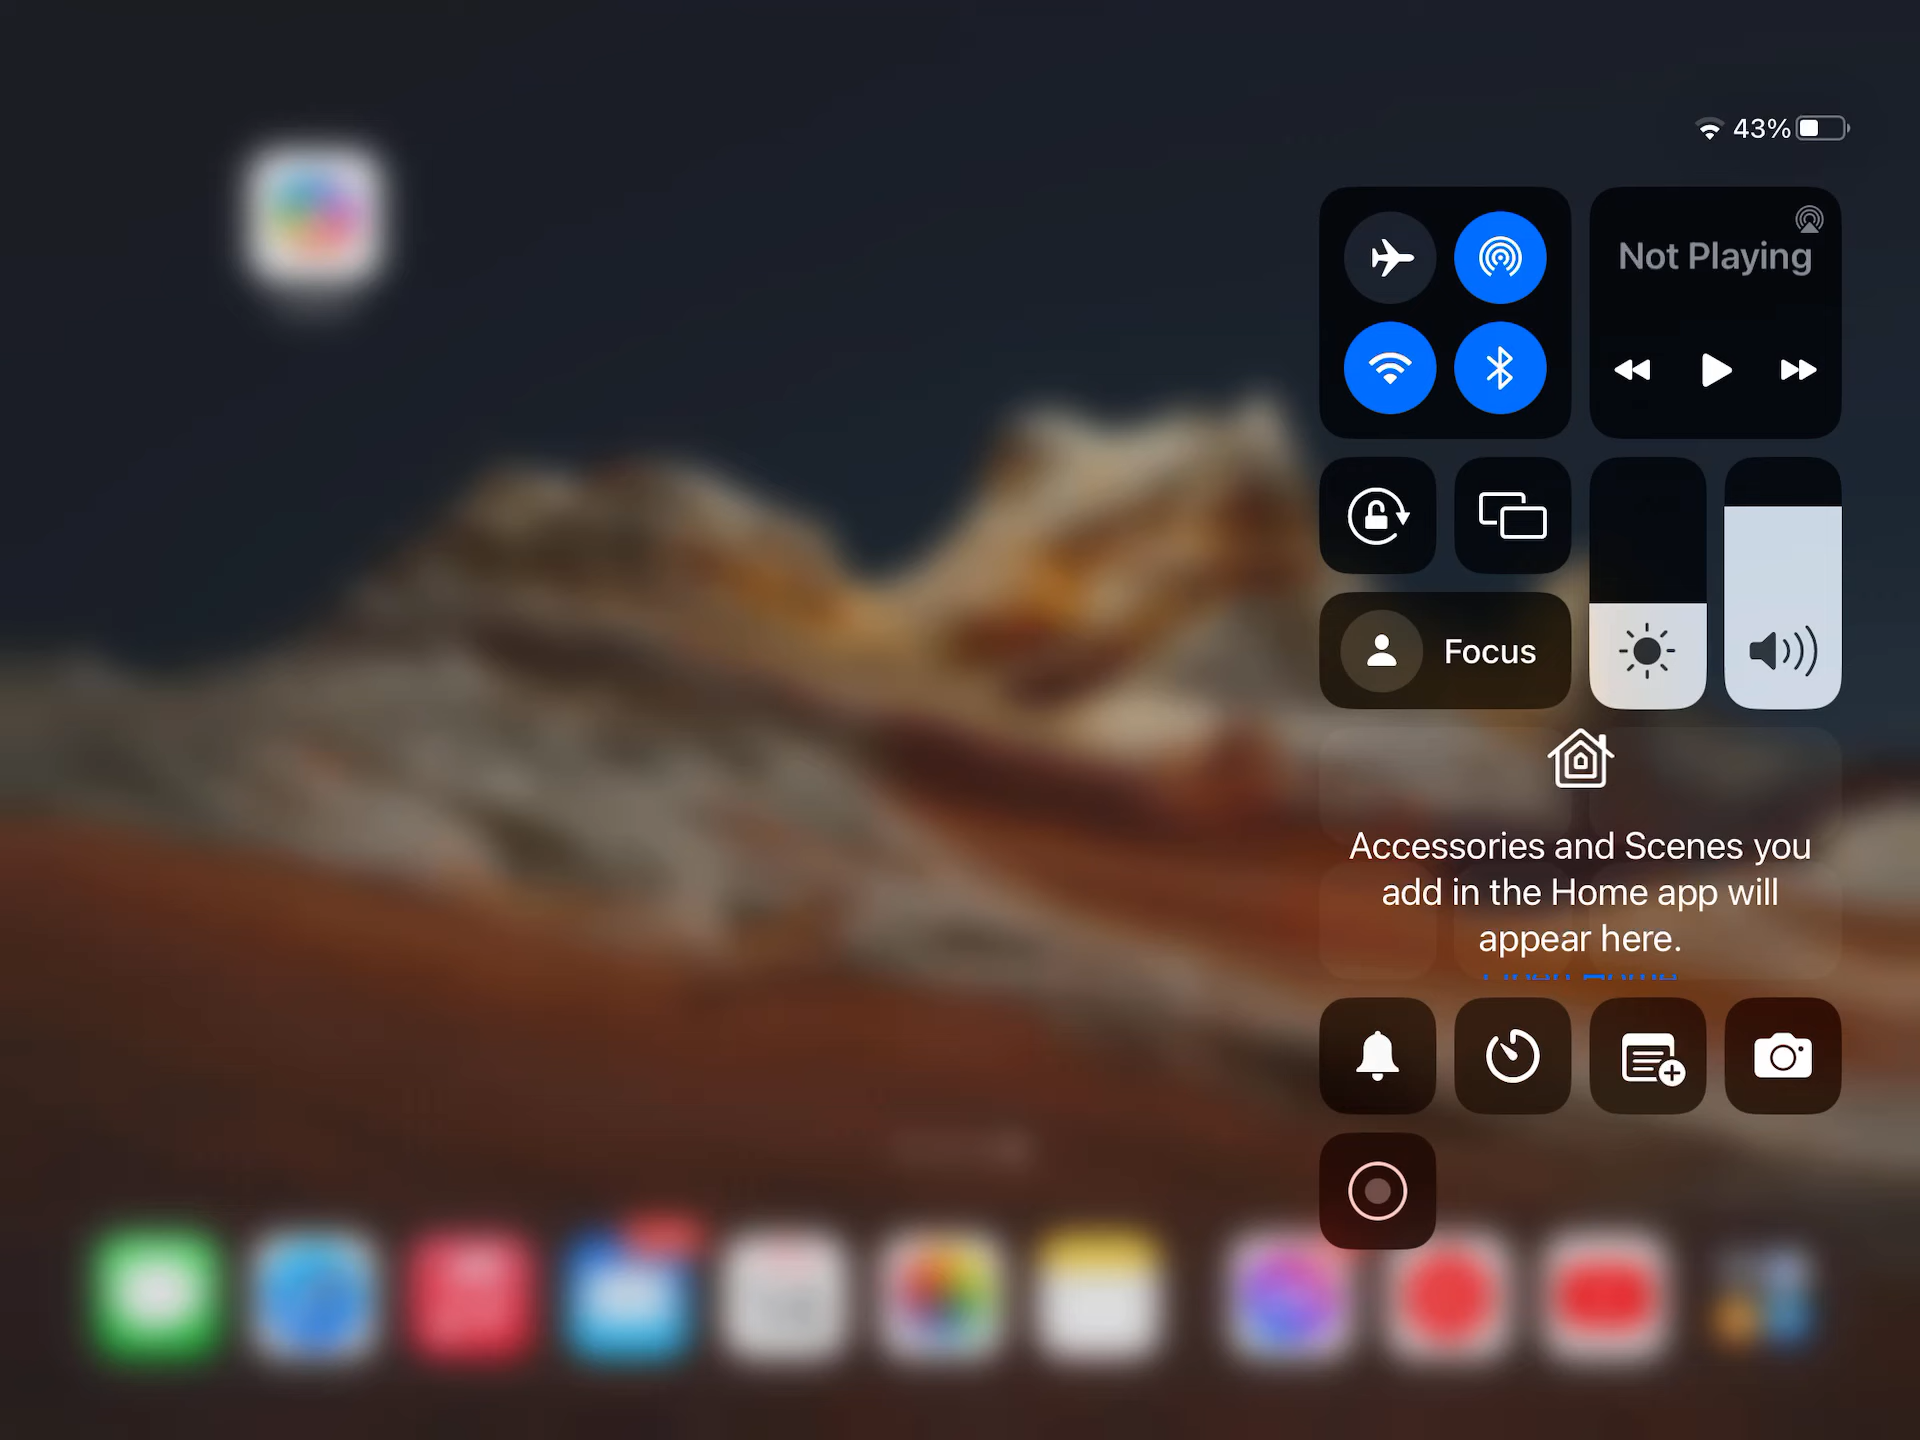 43%
Not Playing
Focus
Accessories and Scenes you
add in the Home app will
appear here.